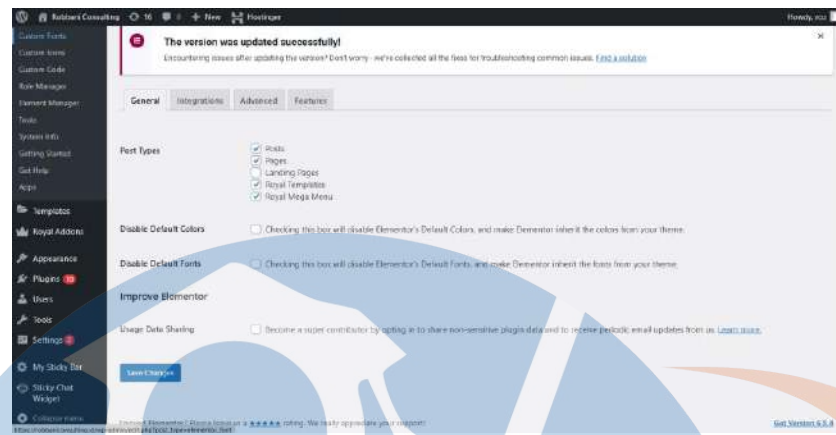 Robbani Consulting 16 + New Hostinger
Custom Fonts
Custom Icons
Custom Code
Role Manager
Element Manager
Tools
System Info
Getting Started
Get Help
Apps
Templates
Royal Addons
Appearance
Plugins 10
Users
Tools
Settings
My Sticky Bar
Sticky Chat
Widget
Collapse menu
The version was updated successfully!
Encountering issues after updating the version? Don't worry - we've collected all the fixes for troubleshooting common issues. Find a solution
General Integrations Advanced Features
Post Types
Posts
Pages
Landing Pages
Royal Templates
Royal Mega Menu
Disable Default Colors Checking this box will disable Elementor's Default Colors, and make Elementor inherit the colors from your theme.
Disable Default Fonts Checking this box will disable Elementor's Default Fonts, and make Elementor inherit the fonts from your theme.
Improve Elementor
Usage Data Sharing Become a super contributor by opting in to share non-sensitive plugin data and to receive periodic email updates from us. Learn more.
Save Changes
Elementor? Please leave us a ★★★★★ rating. We really appreciate your support!
Get Version 6.8